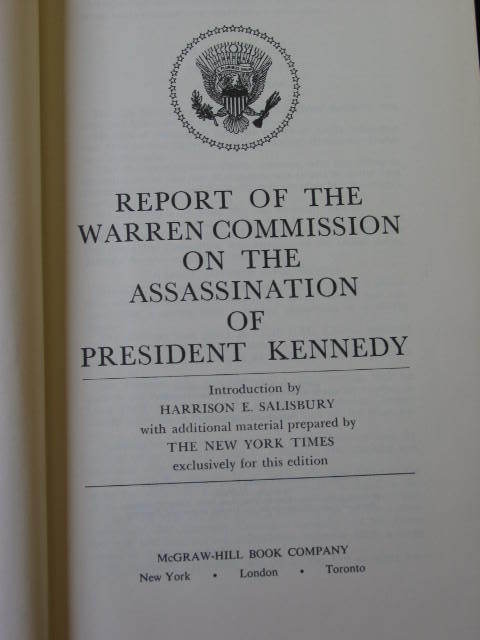 REPORT OF THE
WARREN COMMISSION
ON THE
ASSASSINATION
OF
PRESIDENT KENNEDY
Introduction by
HARRISON E. SALISBURY
with additional material prepared by
THE NEW YORK TIMES
exclusively for this edition
McGRAW-HILL BOOK COMPANY
New York • London • Toronto